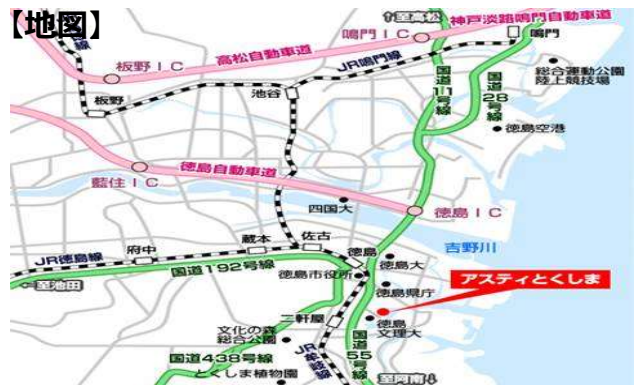 【地図】
↑至高松
神戸淡路鳴門自動車道
鳴門IC
鳴門
高松自動車道
板野IC
JR鳴門線
池谷
板野
国道11号線
国道28号線
総合運動公園
陸上競技場
徳島空港
徳島自動車道
藍住IC
四国大
徳島IC
吉野川
蔵本
佐古
府中
JR徳島線
国道192号線
←至池田
徳島
徳島大
徳島市役所
徳島県庁
アスティとくしま
二軒屋
徳島
文理大
文化の森
総合公園
JR牟岐線
国道438号線
国道55号線
とくしま植物園
至阿南↓